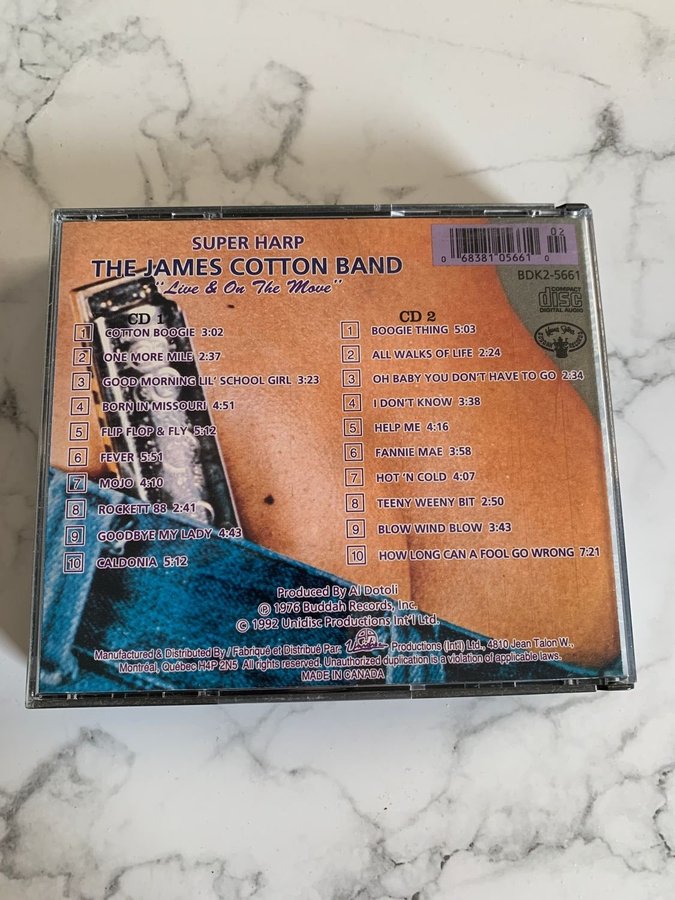 SUPER HARP
THE JAMES COTTON BAND
"Live & On The Move"
02
0 68381 05661 0
BDK2-5661
COMPACT
disc
DIGITAL AUDIO
CD 1
1 COTTON BOOGIE 3:02
2 ONE MORE MILE 2:37
3 GOOD MORNING LIL' SCHOOL GIRL 3:23
4 BORN IN MISSOURI 4:51
5 FLIP FLOP & FLY 5:12
6 FEVER 5:51
7 MOJO 4:10
8 ROCKETT 88 2:41
9 GOODBYE MY LADY 4:43
10 CALDONIA 5:12
CD 2
1 BOOGIE THING 5:03
2 ALL WALKS OF LIFE 2:24
3 OH BABY YOU DON'T HAVE TO GO 2:34
4 I DON'T KNOW 3:38
5 HELP ME 4:16
6 FANNIE MAE 3:58
7 HOT 'N COLD 4:07
8 TEENY WEENY BIT 2:50
9 BLOW WIND BLOW 3:43
10 HOW LONG CAN A FOOL GO WRONG 7:21
Produced By Al Dotoli
℗ 1976 Buddah Records, Inc.
© 1992 Unidisc Productions Int'l Ltd.
Manufactured & Distributed By / Fabriqué et Distribué Par: Productions (Int'l) Ltd., 4810 Jean Talon W.,
Montréal, Québec H4P 2N5 All rights reserved. Unauthorized duplication is a violation of applicable laws.
MADE IN CANADA